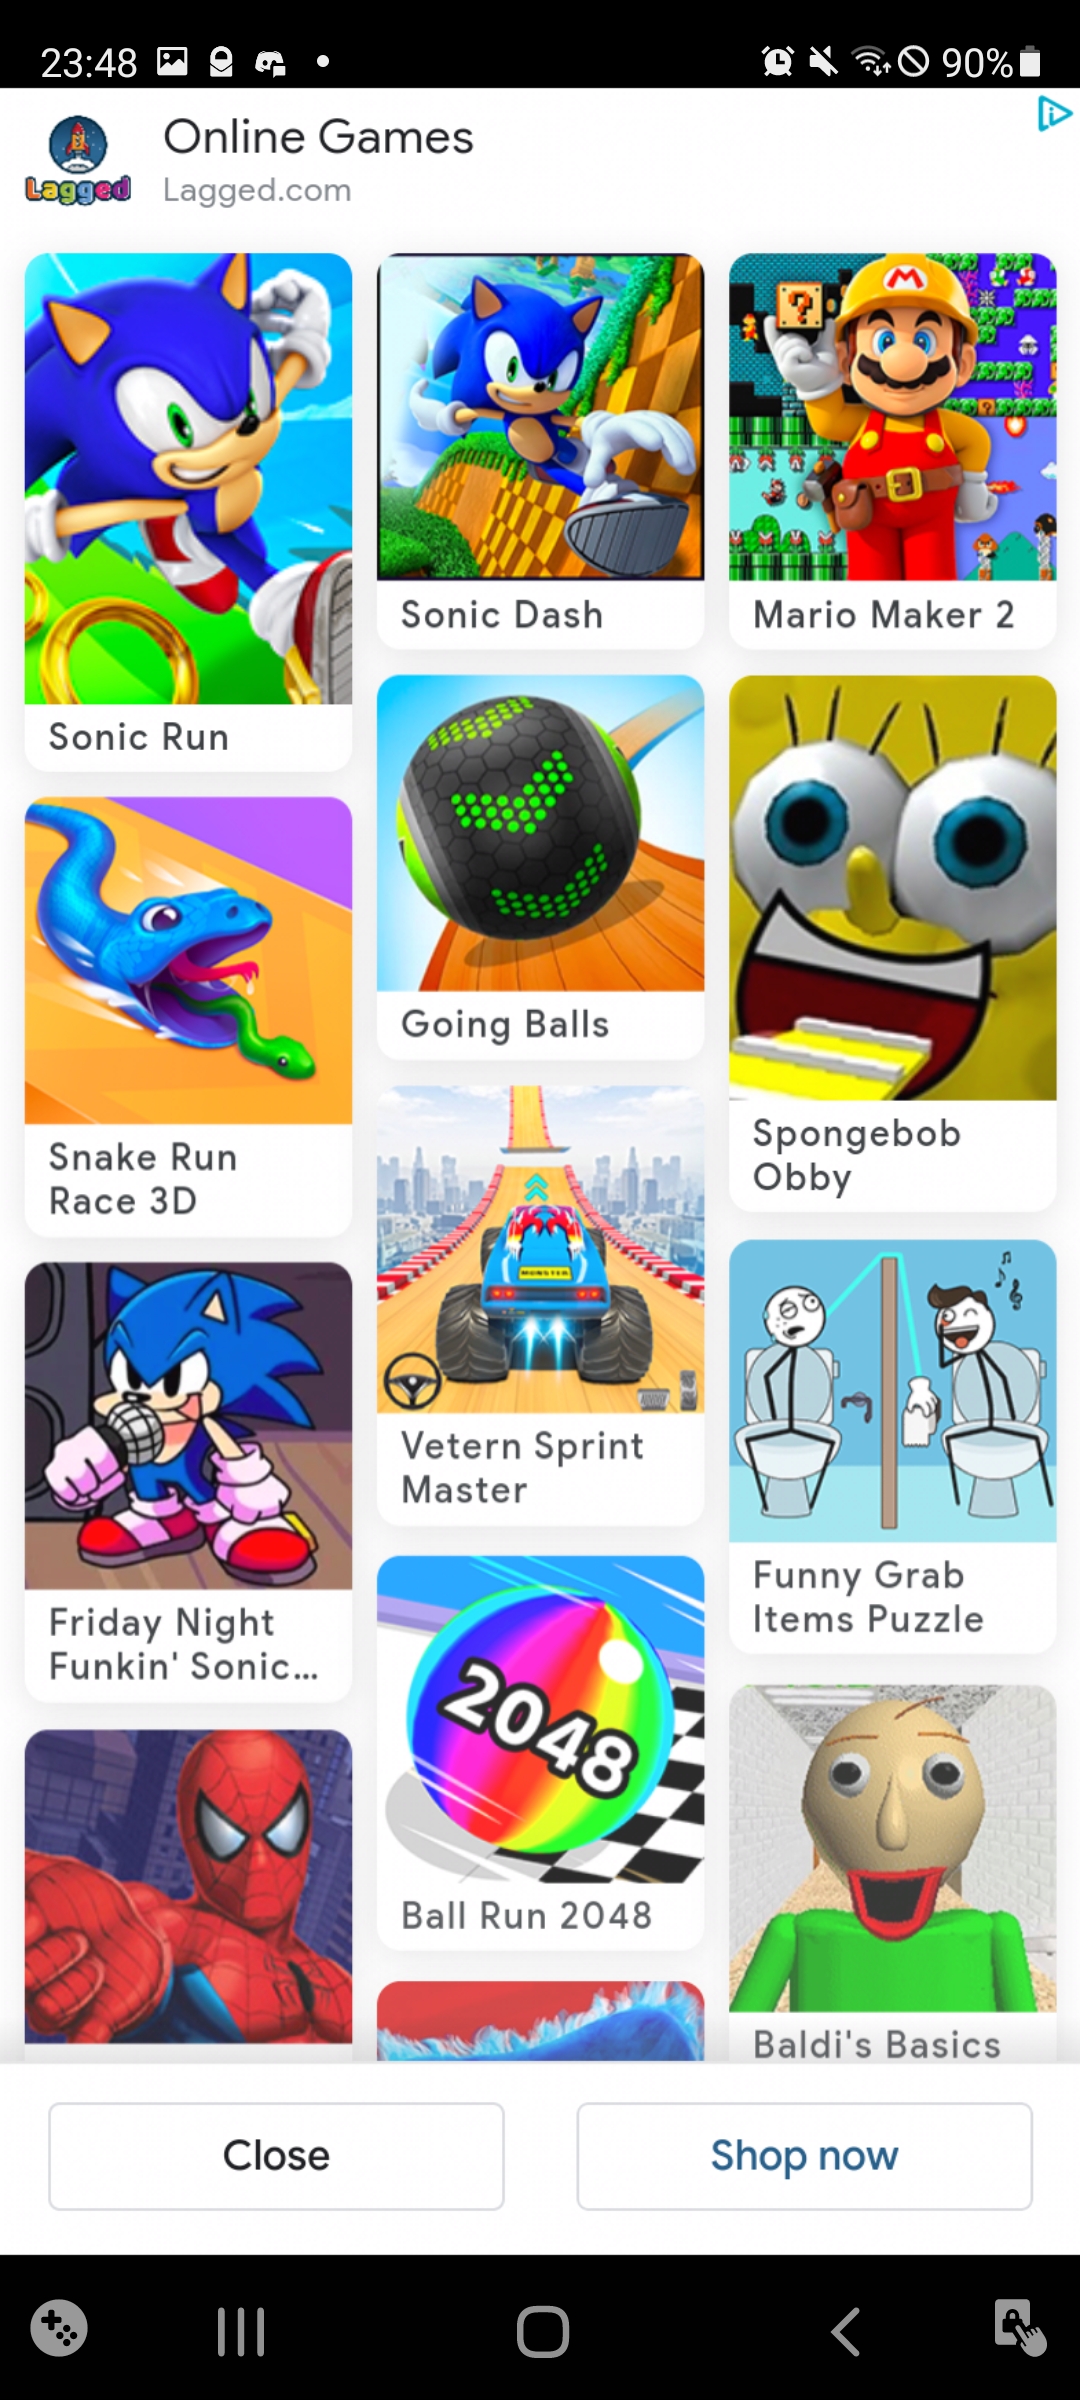 23:48
90%
Lagged
Online Games
Lagged.com
M
?
Sonic Run
Sonic Dash
Mario Maker 2
Snake Run
Race 3D
Going Balls
Spongebob
Obby
MONSTER
Vetern Sprint
Master
Friday Night
Funkin' Sonic...
Funny Grab
Items Puzzle
2048
Ball Run 2048
Baldi's Basics
Close
Shop now